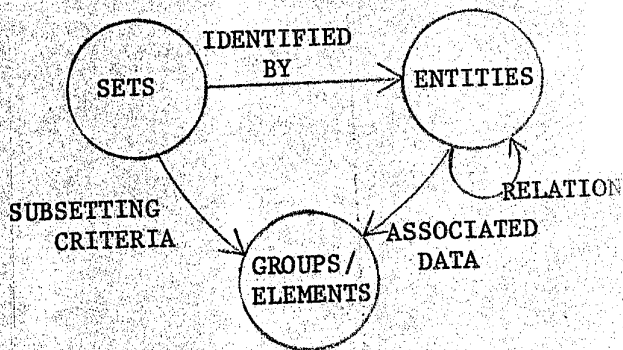 IDENTIFIED
BY
SETS
ENTITIES
RELATION
SUBSETTING
CRITERIA
ASSOCIATED
DATA
GROUPS/
ELEMENTS